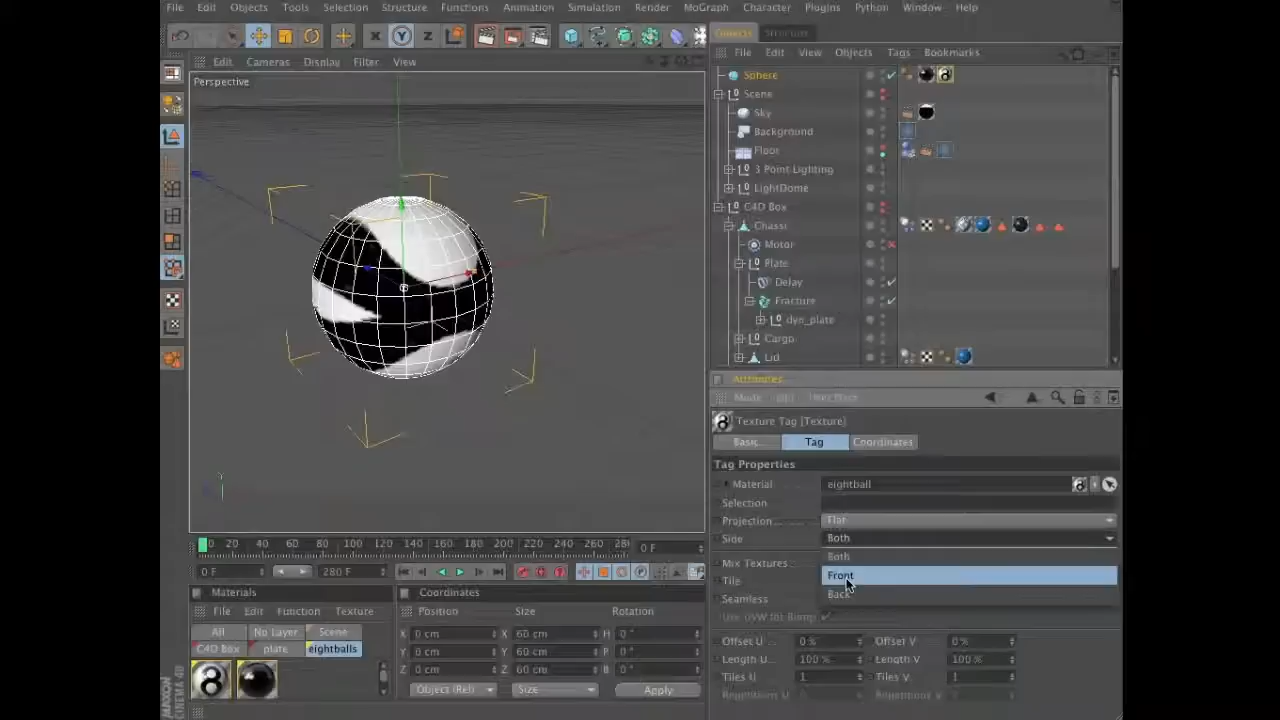 File Edit Objects Tools Selection Structure Functions Animation Simulation Render MoGraph Character Plugins Python Window Help
Objects Structure
X Y Z
File Edit View Objects Tags Bookmarks
Edit Cameras Display Filter View
Perspective
Sphere
Scene
Sky
Background
Floor
3 Point Lighting
LightDome
C4D Box
Chassi
Motor
Plate
Delay
Fracture
dyn_plate
Cargo
Lid
Attributes
Mode Edit User Data
Texture Tag [Texture]
Basic Tag Coordinates
Tag Properties
Material eightball
Selection
Projection Flat
Side Both
Both
Front
Back
Mix Textures
Tile
Seamless
Use UVW for Bump
Offset U 0 % Offset V 0 %
Length U 100 % Length V 100 %
Tiles U 1 Tiles V 1
Repetitions U Repetitions V
0 20 40 60 80 100 120 140 160 180 200 220 240 260 28 0 F
0 F 280 F
Materials
File Edit Function Texture
All No Layer Scene
C4D Box plate eightballs
Coordinates
Position Size Rotation
X 0 cm X 60 cm H 0 °
Y 0 cm Y 60 cm P 0 °
Z 0 cm Z 60 cm B 0 °
Object (Rel) Size Apply
MAXON
CINEMA 4D